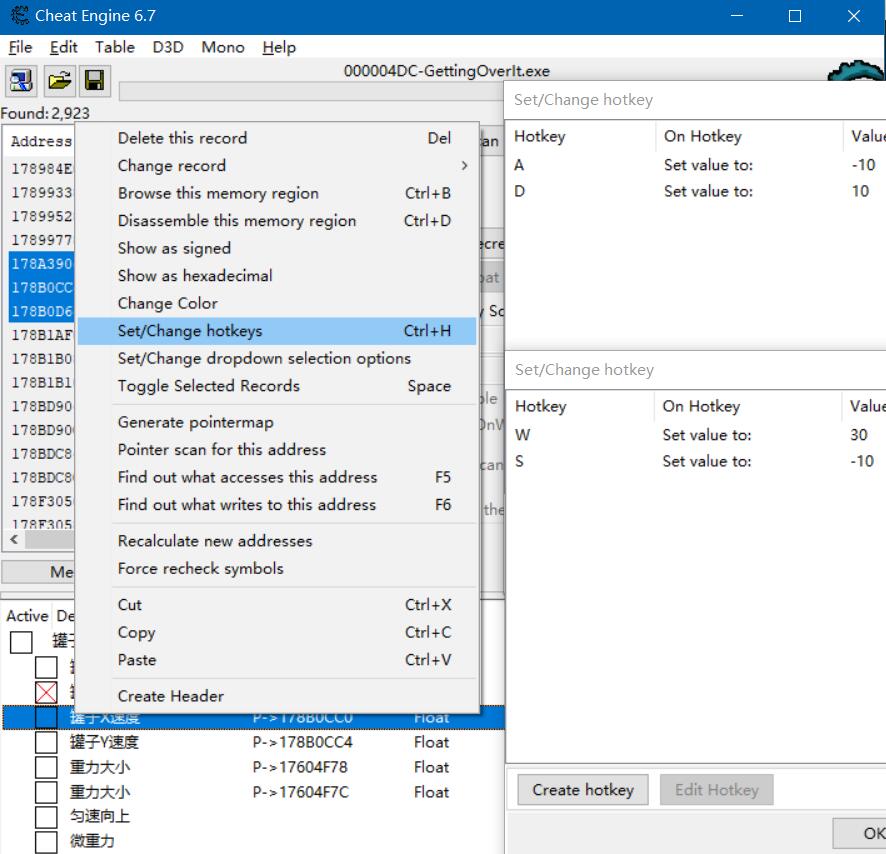 Cheat Engine 6.7
File Edit Table D3D Mono Help
000004DC-GettingOverIt.exe
Found: 2,923
Address
178984E
1789933
1789952
1789977
178A390
178B0CC
178B0D6
178B1AF
178B1B0
178B1B1
178BD90
178BD90
178BDC8
178BDC8
178F305
178F305
Me
Delete this record Del
Change record >
Browse this memory region Ctrl+B
Disassemble this memory region Ctrl+D
Show as signed
Show as hexadecimal
Change Color
Set/Change hotkeys Ctrl+H
Set/Change dropdown selection options
Toggle Selected Records Space
Generate pointermap
Pointer scan for this address
Find out what accesses this address F5
Find out what writes to this address F6
Recalculate new addresses
Force recheck symbols
Cut Ctrl+X
Copy Ctrl+C
Paste Ctrl+V
Create Header
Set/Change hotkey
Hotkey On Hotkey Value
A Set value to: -10
D Set value to: 10
Set/Change hotkey
Hotkey On Hotkey Value
W Set value to: 30
S Set value to: -10
Create hotkey Edit Hotkey
OK
Active De
罐子X速度 P->178B0CC0 Float
罐子Y速度 P->178B0CC4 Float
重力大小 P->17604F78 Float
重力大小 P->17604F7C Float
匀速向上
微重力